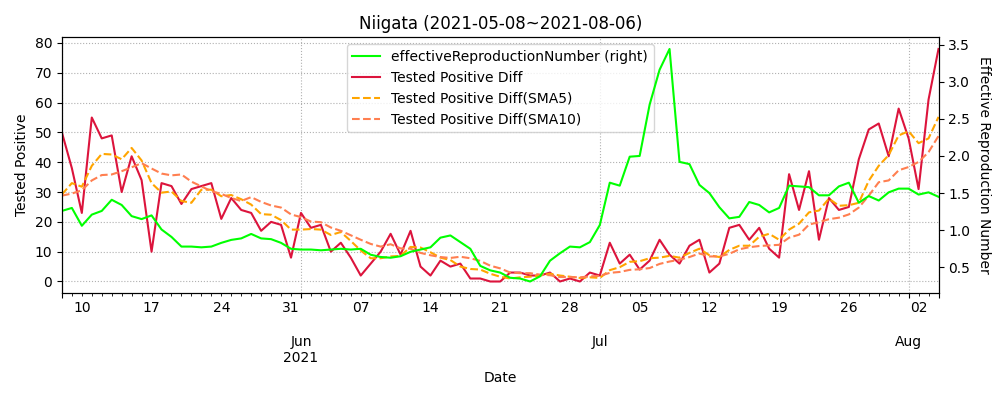 Niigata (2021-05-08~2021-08-06)
effectiveReproductionNumber (right)
Tested Positive Diff
Tested Positive Diff(SMA5)
Tested Positive Diff(SMA10)
Tested Positive
80
70
60
50
40
30
20
10
0
Effective Reproduction Number
3.5
3.0
2.5
2.0
1.5
1.0
0.5
10 17 24 31 07 14 21 28 05 12 19 26 02
Jun Jul Aug
2021
Date